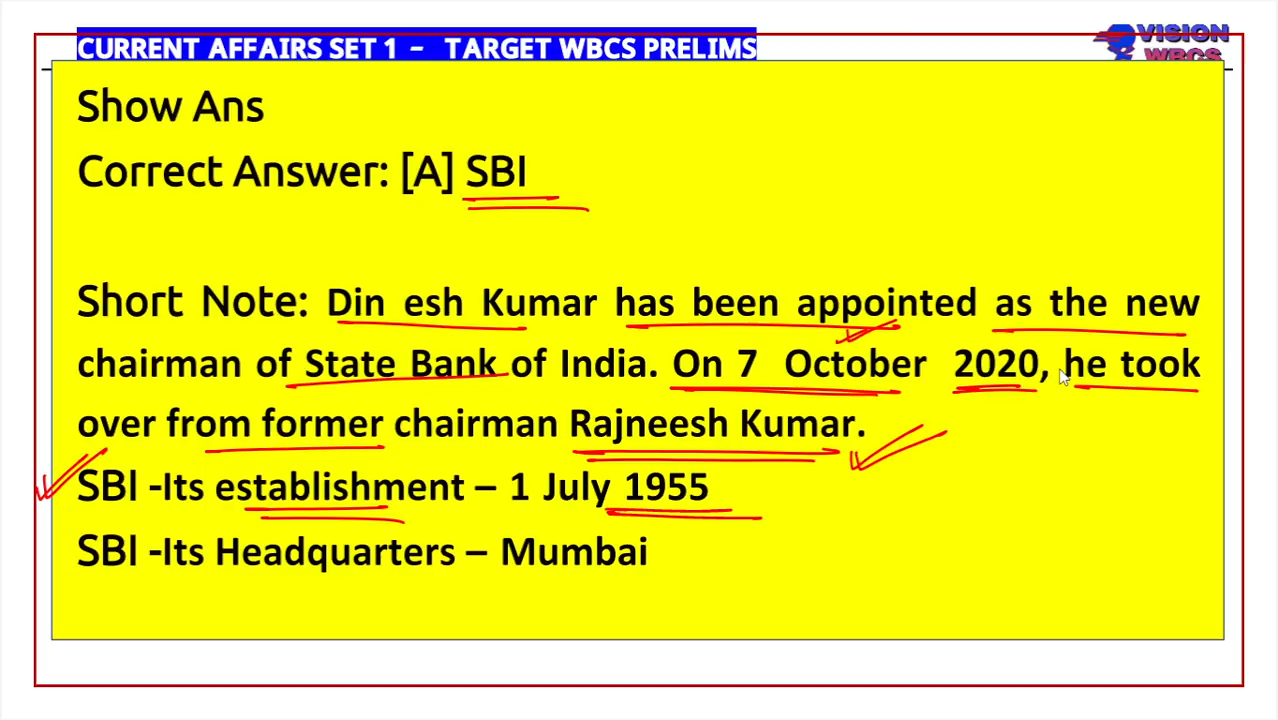 CURRENT AFFAIRS SET 1 - TARGET WBCS PRELIMS
VISION
WBCS
Show Ans
Correct Answer: [A] SBI
Short Note: Din esh Kumar has been appointed as the new
chairman of State Bank of India. On 7 October 2020, he took
over from former chairman Rajneesh Kumar.
SBI -Its establishment – 1 July 1955
SBI -Its Headquarters – Mumbai